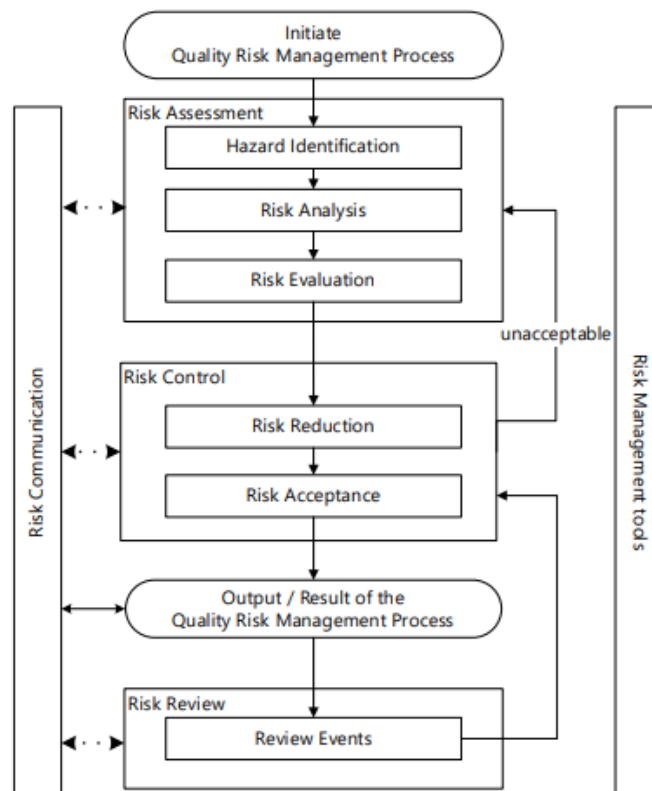 Initiate
Quality Risk Management Process
Risk Assessment
Hazard Identification
Risk Analysis
Risk Evaluation
unacceptable
Risk Control
Risk Reduction
Risk Acceptance
Output / Result of the
Quality Risk Management Process
Risk Review
Review Events
Risk Communication
Risk Management tools